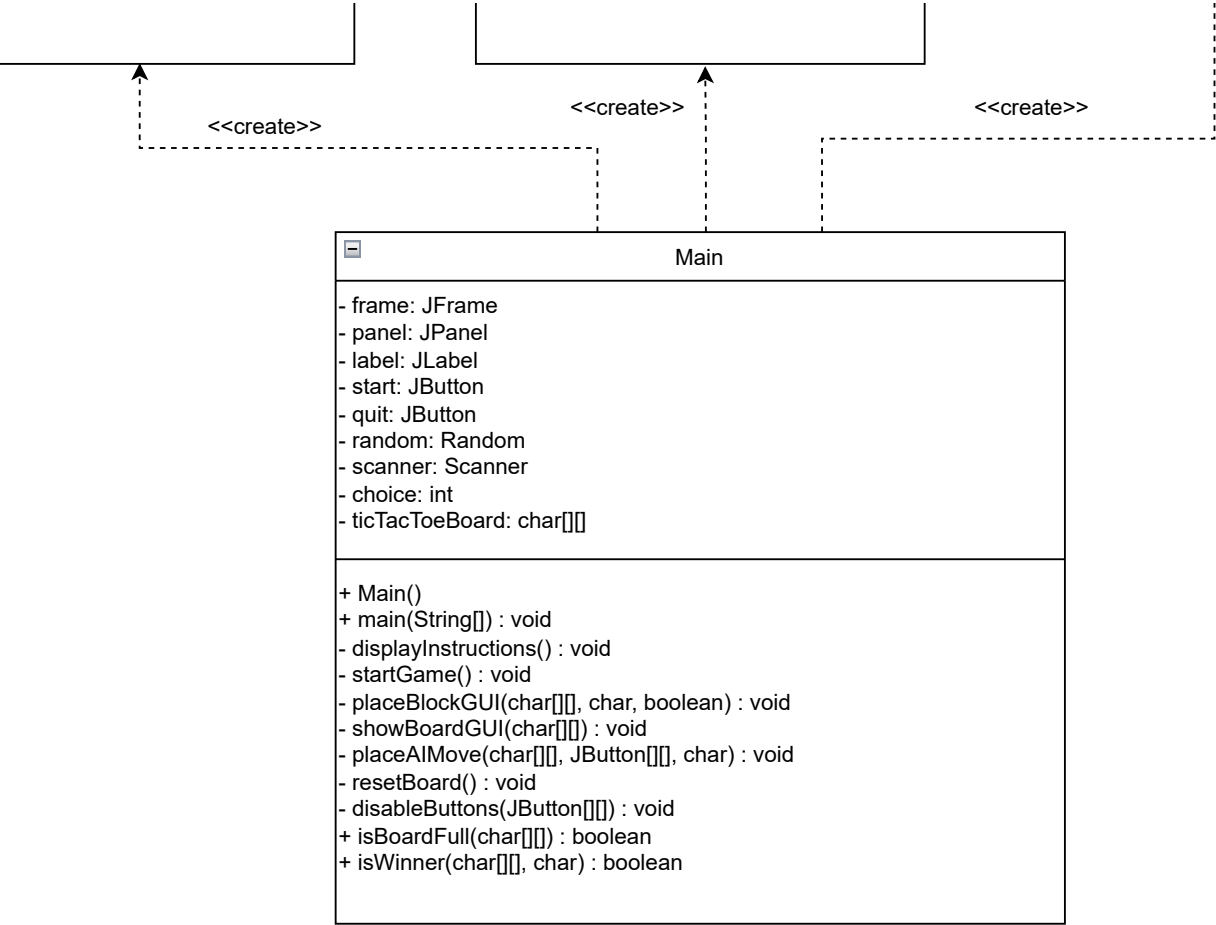 <<create>>
<<create>>
<<create>>
Main
- frame: JFrame
- panel: JPanel
- label: JLabel
- start: JButton
- quit: JButton
- random: Random
- scanner: Scanner
- choice: int
- ticTacToeBoard: char[][]
+ Main()
+ main(String[]) : void
- displayInstructions() : void
- startGame() : void
- placeBlockGUI(char[][], char, boolean) : void
- showBoardGUI(char[][]) : void
- placeAIMove(char[][], JButton[][], char) : void
- resetBoard() : void
- disableButtons(JButton[][]) : void
+ isBoardFull(char[][]) : boolean
+ isWinner(char[][], char) : boolean